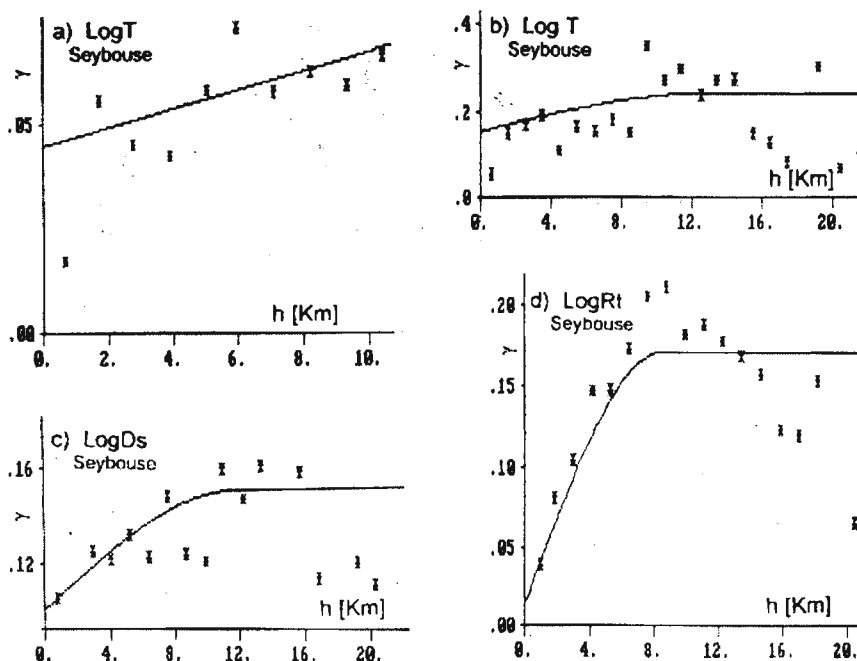 a) LogT
Seybouse
γ
.05
.00
h [Km]
0. 2. 4. 6. 8. 10.
b) Log T
Seybouse
γ
.4
.2
.0
h [Km]
0. 4. 8. 12. 16. 20.
c) LogDs
Seybouse
γ
.16
.12
h [Km]
0. 4. 8. 12. 16. 20.
d) LogRt
Seybouse
γ
.20
.15
.10
.05
.00
h [Km]
0. 4. 8. 12. 16. 20.